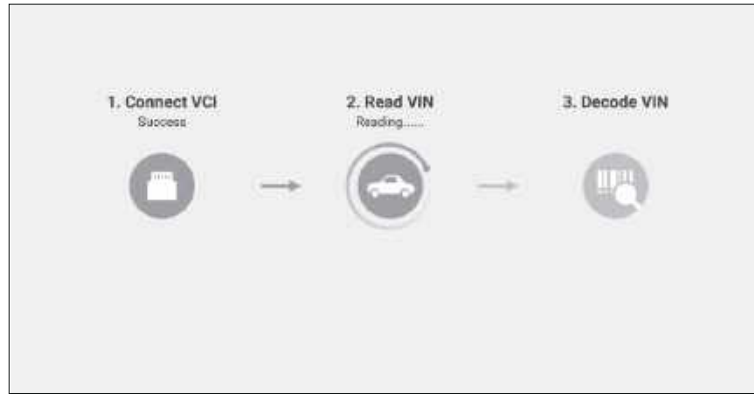 1. Connect VCI
Success
2. Read VIN
Reading......
3. Decode VIN